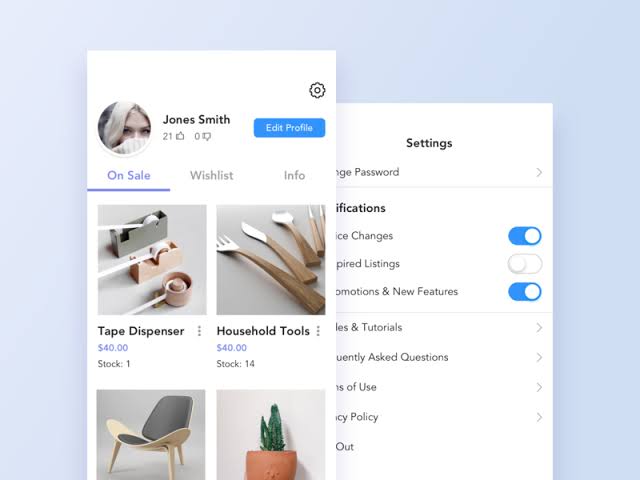 Jones Smith
21 0
Edit Profile
On Sale Wishlist Info
Tape Dispenser
$40.00
Stock: 1
Household Tools
$40.00
Stock: 14
Settings
nge Password
ifications
ice Changes
pired Listings
omotions & New Features
es & Tutorials
uently Asked Questions
ns of Use
acy Policy
Out